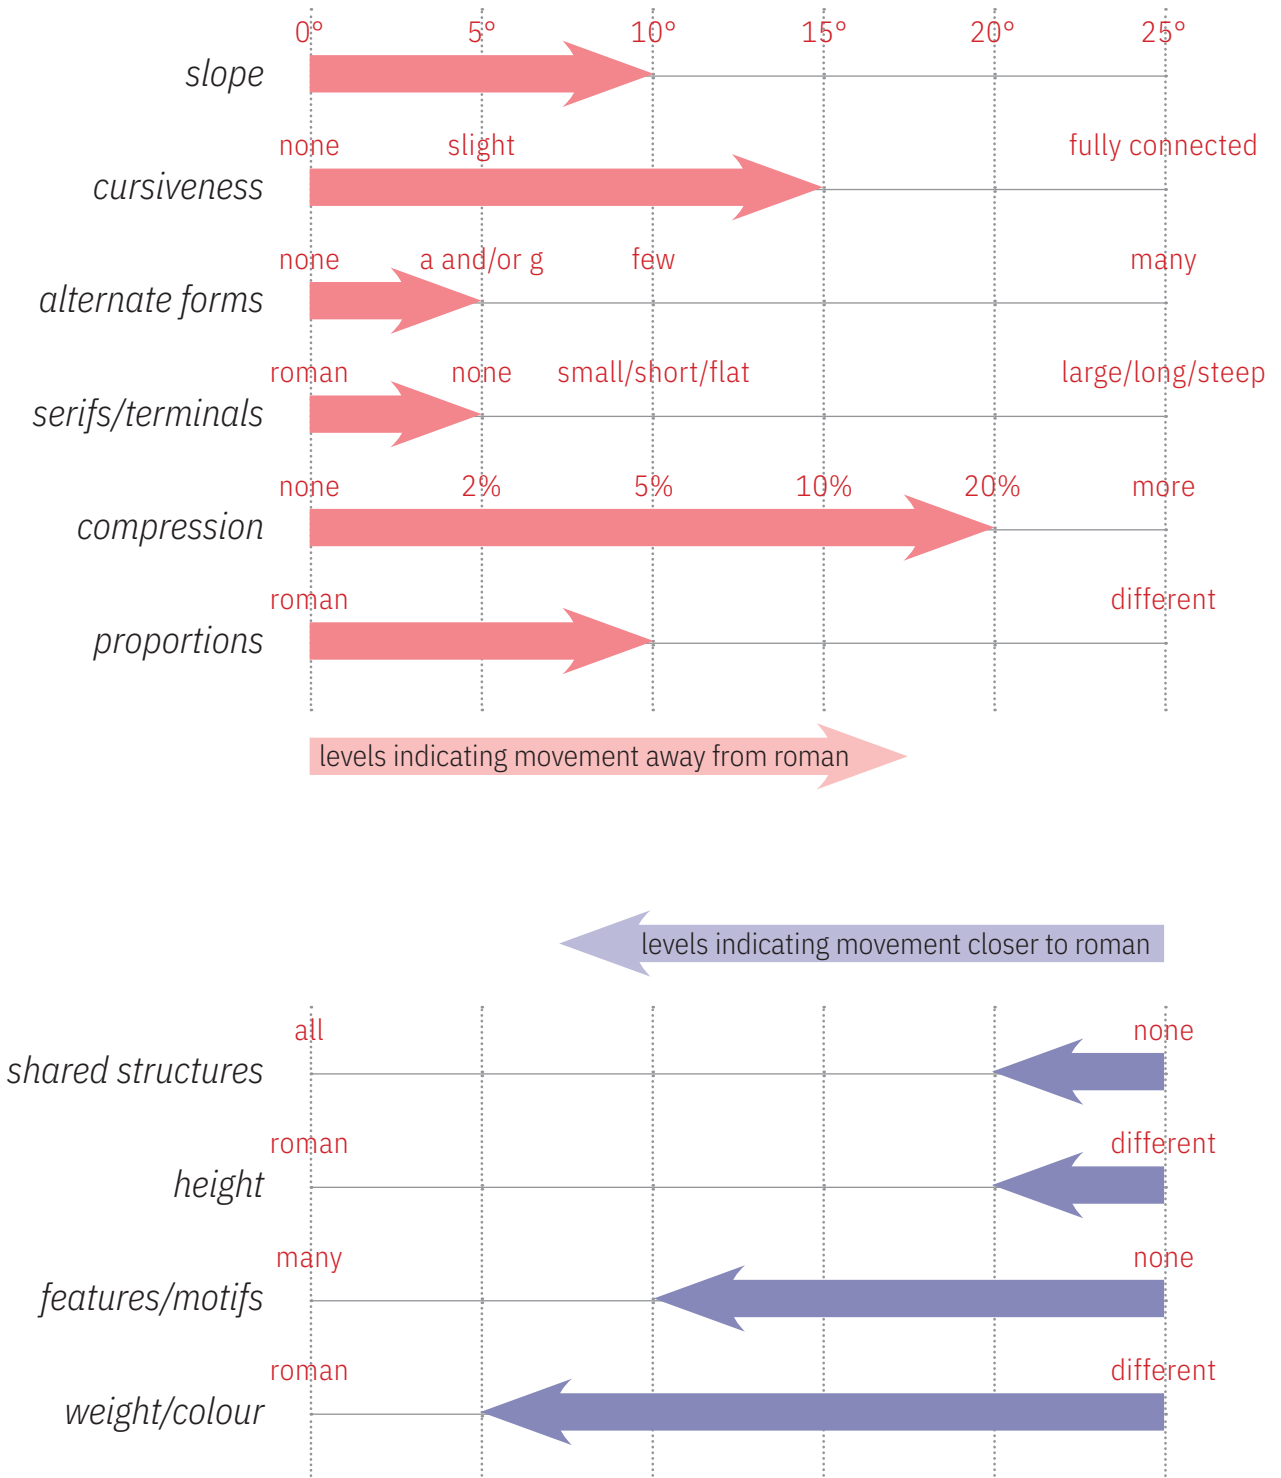 0° 5° 10° 15° 20° 25°
slope
none slight fully connected
cursiveness
none a and/or g few many
alternate forms
roman none small/short/flat large/long/steep
serifs/terminals
none 2% 5% 10% 20% more
compression
roman different
proportions
levels indicating movement away from roman
levels indicating movement closer to roman
all none
shared structures
roman different
height
many none
features/motifs
roman different
weight/colour